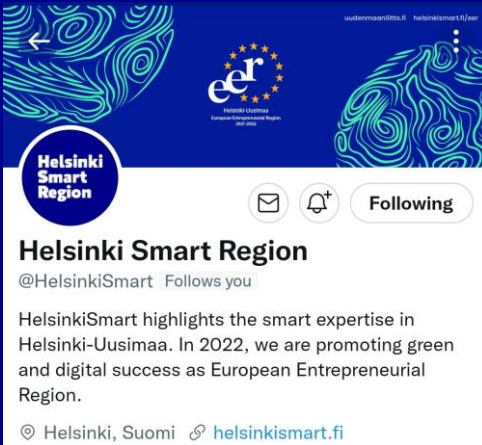 uudenmaanliitto.fi helsinkismart.fi/eer
eer
Helsinki-Uusimaa
European Entrepreneurial Region
2021-2022
Helsinki
Smart
Region
Following
Helsinki Smart Region
@HelsinkiSmart Follows you
HelsinkiSmart highlights the smart expertise in
Helsinki-Uusimaa. In 2022, we are promoting green
and digital success as European Entrepreneurial
Region.
Helsinki, Suomi helsinkismart.fi